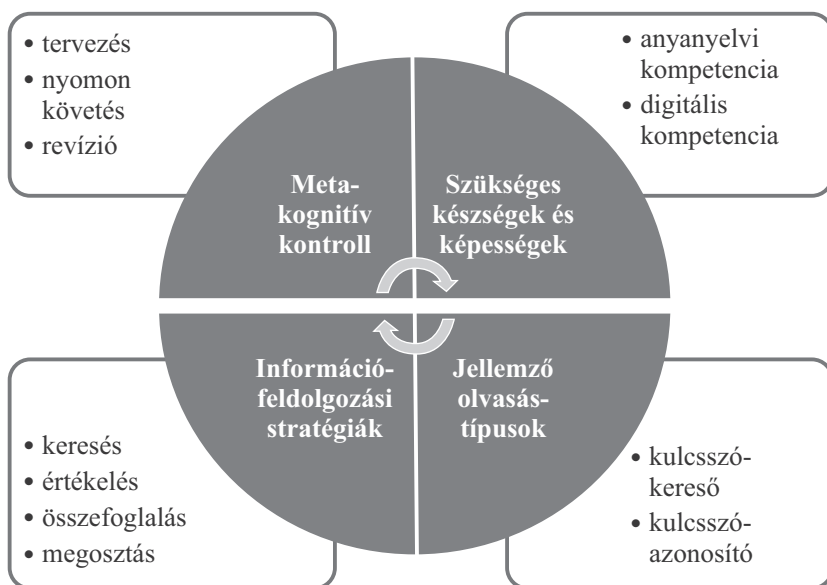 • tervezés
• nyomon
követés
• revízió
• anyanyelvi
kompetencia
• digitális
kompetencia
Meta-
kognitív
kontroll
Szükséges
készségek és
képességek
Információ-
feldolgozási
stratégiák
Jellemző
olvasás-
típusok
• keresés
• értékelés
• összefoglalás
• megosztás
• kulcsszó-
kereső
• kulcsszó-
azonosító